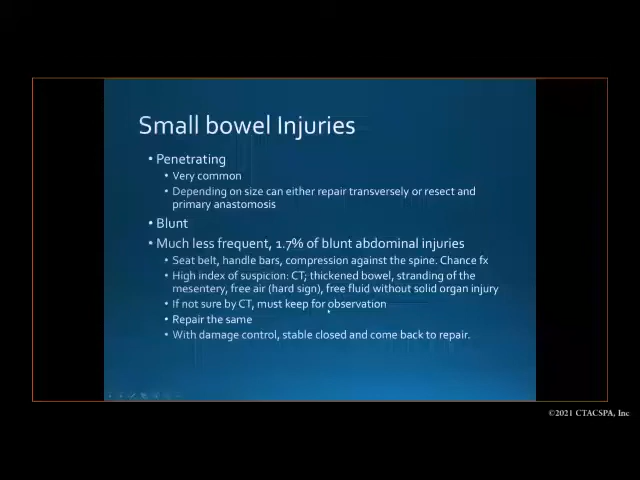 Small bowel Injuries
• Penetrating
• Very common
• Depending on size can either repair transversely or resect and
primary anastomosis
• Blunt
• Much less frequent, 1.7% of blunt abdominal injuries
• Seat belt, handle bars, compression against the spine. Chance fx
• High index of suspicion: CT; thickened bowel, stranding of the
mesentery, free air (hard sign), free fluid without solid organ injury
• If not sure by CT, must keep for observation
• Repair the same
• With damage control, stable closed and come back to repair.
©2021 CTACSPA, Inc